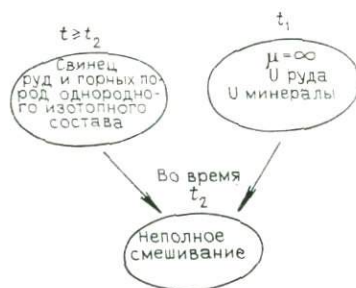 t ≥ t₂
Свинец
руд и горных по-
род однородно-
го изотопного
состава
t₁
μ=∞
U руда
U минералы
Во время
t₂
Неполное
смешивание